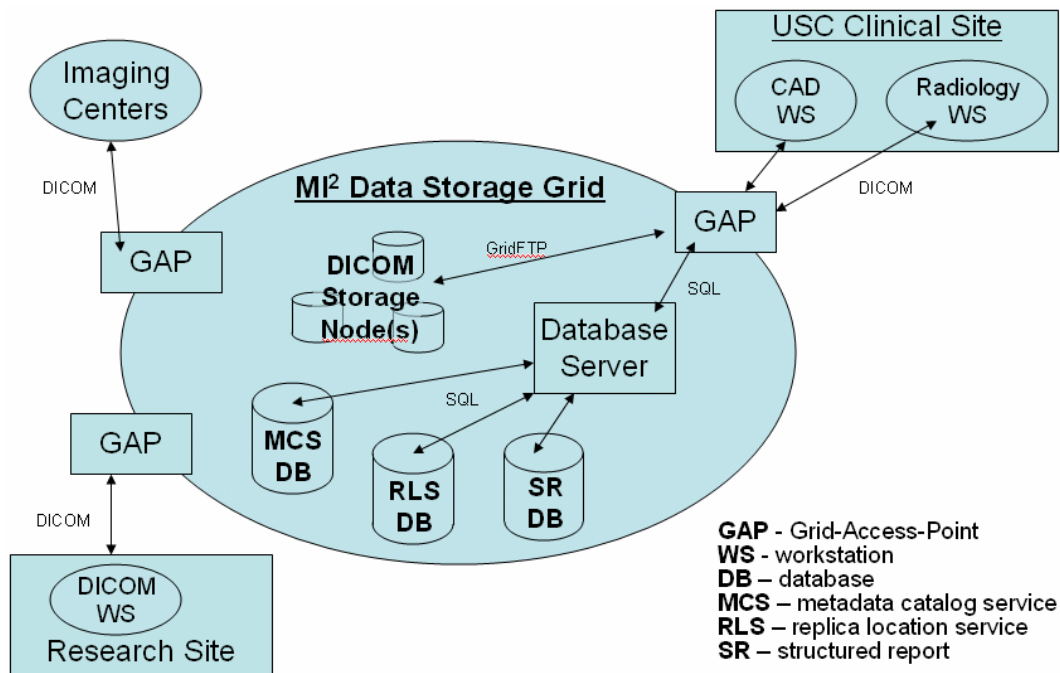 USC Clinical Site
CAD
WS
Radiology
WS
Imaging
Centers
DICOM
DICOM
MI² Data Storage Grid
GAP
GAP
GridFTP
DICOM
Storage
Node(s)
SQL
Database
Server
SQL
GAP
MCS
DB
RLS
DB
SR
DB
DICOM
DICOM
WS
Research Site
GAP - Grid-Access-Point
WS - workstation
DB – database
MCS – metadata catalog service
RLS – replica location service
SR – structured report